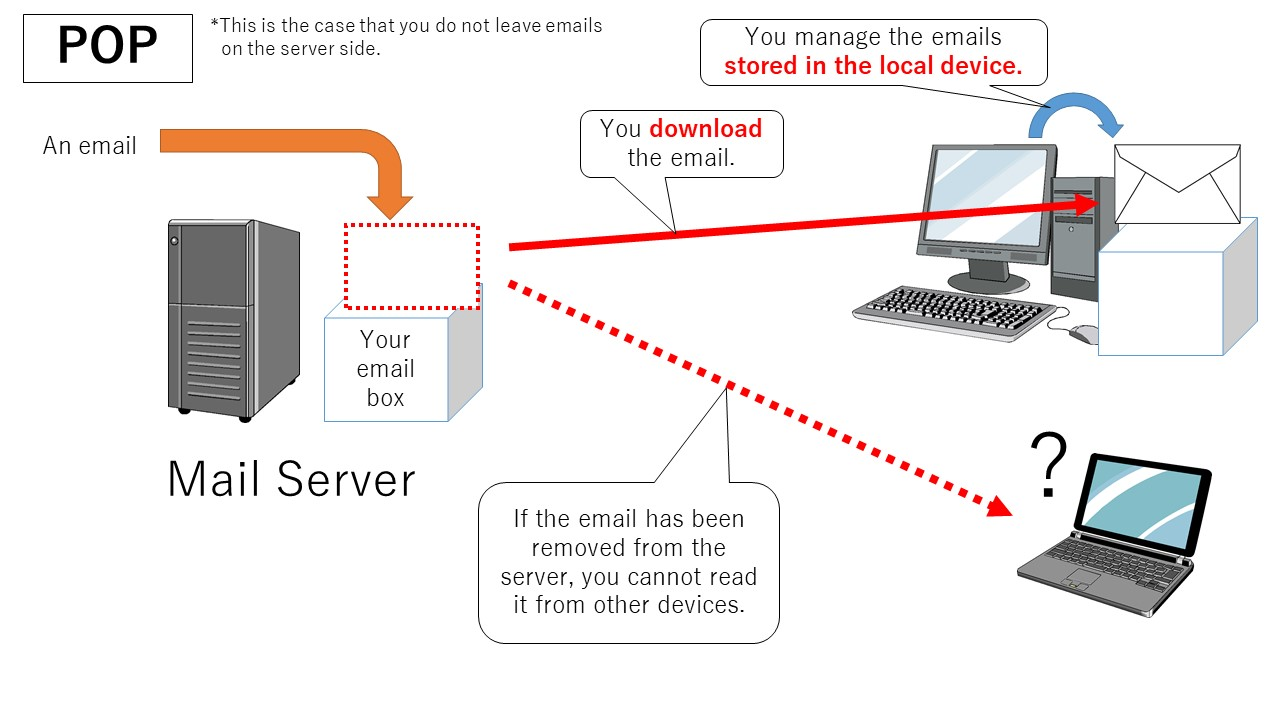 POP
*This is the case that you do not leave emails
on the server side.
You manage the emails
stored in the local device.
You download
the email.
An email
Your
email
box
Mail Server
?
If the email has been
removed from the
server, you cannot read
it from other devices.